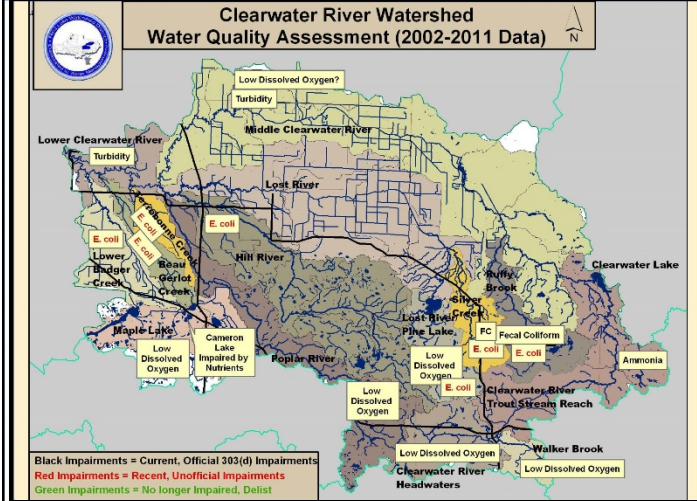 Clearwater River Watershed
Water Quality Assessment (2002-2011 Data)
N
Low Dissolved Oxygen?
Turbidity
Middle Clearwater River
Lower Clearwater River
Turbidity
Lost River
Terrebonne Creek
E. coli
E. coli
E. coli
E. coli
Lower
Badger
Creek
Beau
Gerlot
Creek
Hill River
Clearwater Lake
Ruffy
Brook
Silver
Creek
Lost River
Pine Lake
FC
Fecal Coliform
E. coli
E. coli
Maple Lake
Cameron
Lake
Impaired by
Nutrients
Low
Dissolved
Oxygen
Poplar River
Low
Dissolved
Oxygen
E. coli
Ammonia
Low
Dissolved
Oxygen
Clearwater River
Trout Stream Reach
Low Dissolved Oxygen
Walker Brook
Low Dissolved Oxygen
Clearwater River
Headwaters
Black Impairments = Current, Official 303(d) Impairments
Red Impairments = Recent, Unofficial Impairments
Green Impairments = No longer Impaired, Delist